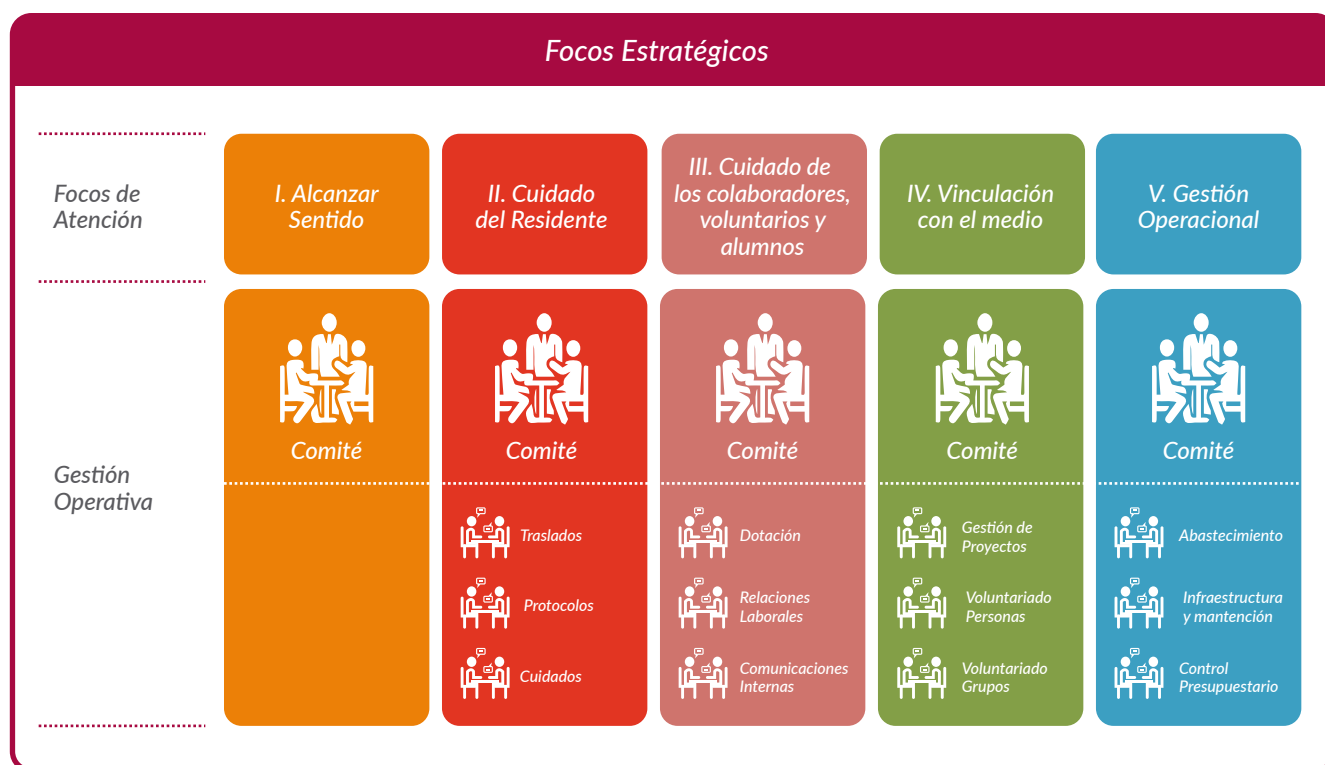 Focos Estratégicos
Focos de
Atención
I. Alcanzar
Sentido
II. Cuidado
del Residente
III. Cuidado de
los colaboradores,
voluntarios y
alumnos
IV. Vinculación
con el medio
V. Gestión
Operacional
Gestión
Operativa
Comité
Comité
Traslados
Protocolos
Cuidados
Comité
Dotación
Relaciones
Laborales
Comunicaciones
Internas
Comité
Gestión de
Proyectos
Voluntariado
Personas
Voluntariado
Grupos
Comité
Abastecimiento
Infraestructura
y mantención
Control
Presupuestario